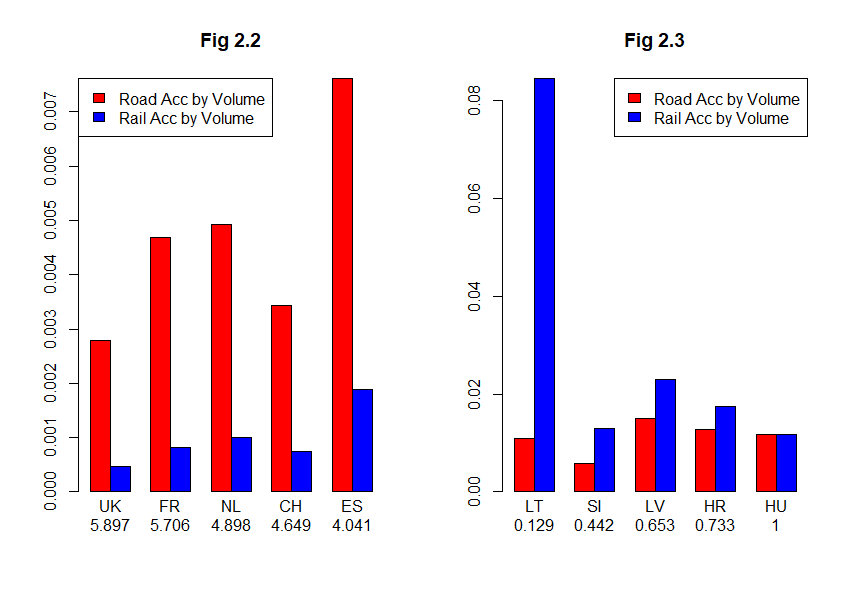 Fig 2.2
Road Acc by Volume
Rail Acc by Volume
0.007
0.006
0.005
0.004
0.003
0.002
0.001
0.000
UK FR NL CH ES
5.897 5.706 4.898 4.649 4.041
Fig 2.3
Road Acc by Volume
Rail Acc by Volume
0.08
0.06
0.04
0.02
0.00
LT SI LV HR HU
0.129 0.442 0.653 0.733 1